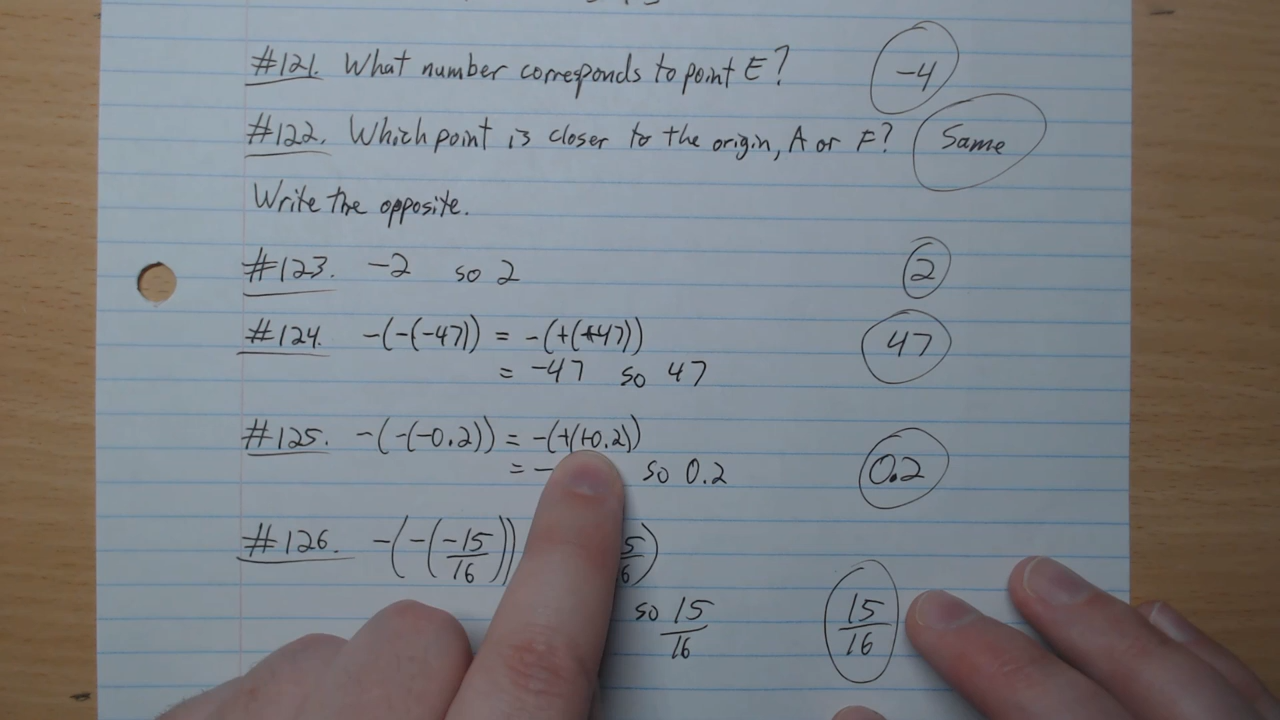 #121. What number corresponds to point E? -4
#122. Which point is closer to the origin, A or F? Same
Write the opposite.
#123. -2 so 2 2
#124. -(-(-47)) = -(+(+47)) 47
= -47 so 47
#125. -(-(-0.2)) = -(+(+0.2))
= - so 0.2 0.2
#126. -(-(-15/16)) 5/6)
so 15/16 15/16